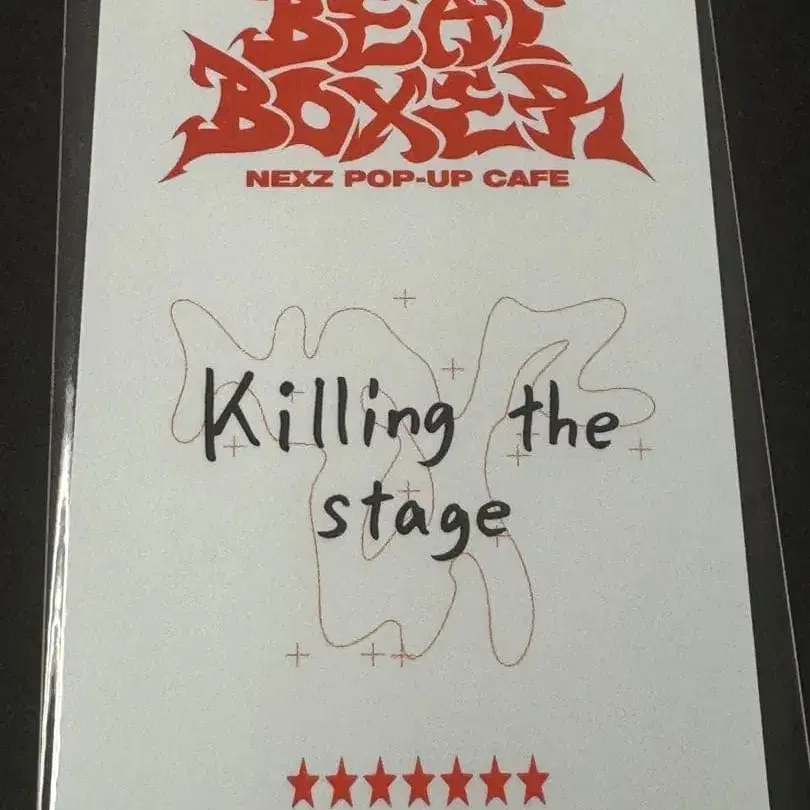 BEAT
BOXER
NEXZ POP-UP CAFE
Killing the
stage